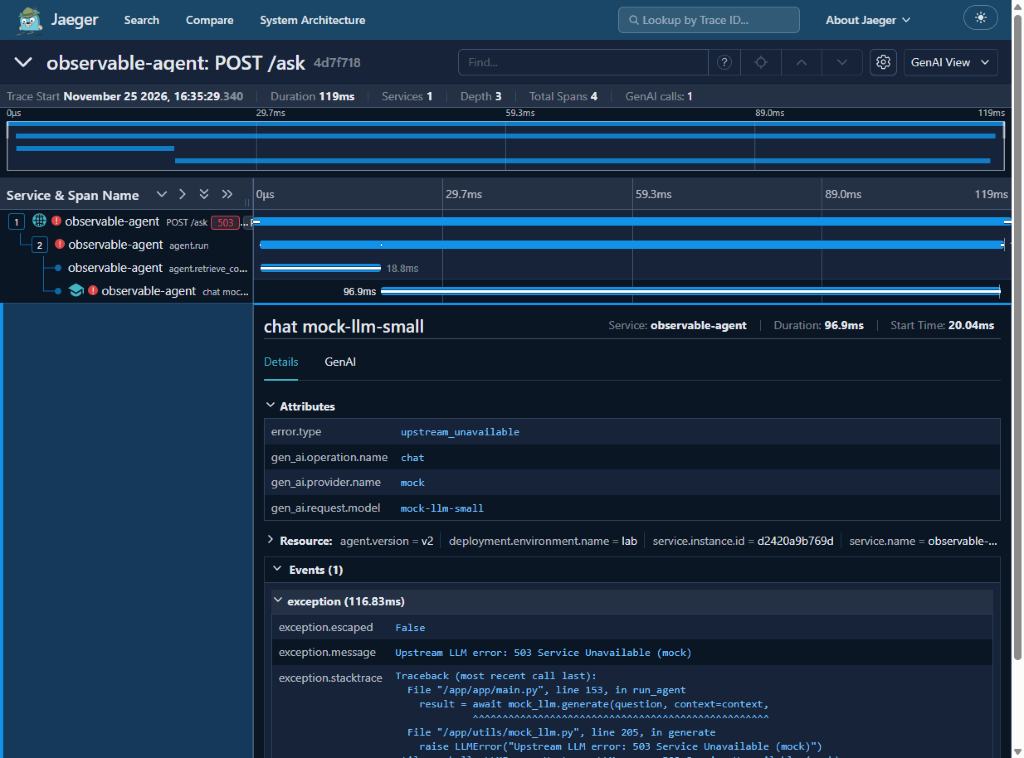 Jaeger Search Compare System Architecture Lookup by Trace ID... About Jaeger
observable-agent: POST /ask 4d7f718 Find... ? GenAI View
Trace Start November 25 2026, 16:35:29.340 Duration 119ms Services 1 Depth 3 Total Spans 4 GenAI calls: 1
0μs 29.7ms 59.3ms 89.0ms 119ms
Service & Span Name 0μs 29.7ms 59.3ms 89.0ms 119ms
1 observable-agent POST /ask 503 ...
2 observable-agent agent.run
observable-agent agent.retrieve_co... 18.8ms
observable-agent chat moc... 96.9ms
chat mock-llm-small Service: observable-agent Duration: 96.9ms Start Time: 20.04ms
Details GenAI
Attributes
error.type upstream_unavailable
gen_ai.operation.name chat
gen_ai.provider.name mock
gen_ai.request.model mock-llm-small
Resource: agent.version = v2 deployment.environment.name = lab service.instance.id = d2420a9b769d service.name = observable-...
Events (1)
exception (116.83ms)
exception.escaped False
exception.message Upstream LLM error: 503 Service Unavailable (mock)
exception.stacktrace Traceback (most recent call last):
File "/app/app/main.py", line 153, in run_agent
result = await mock_llm.generate(question, context=context,
^^^^^^^^^^^^^^^^^^^^^^^^^^^^^^^^^^^^^^^^^^^^^^^^^^
File "/app/utils/mock_llm.py", line 205, in generate
raise LLMError("Upstream LLM error: 503 Service Unavailable (mock)")